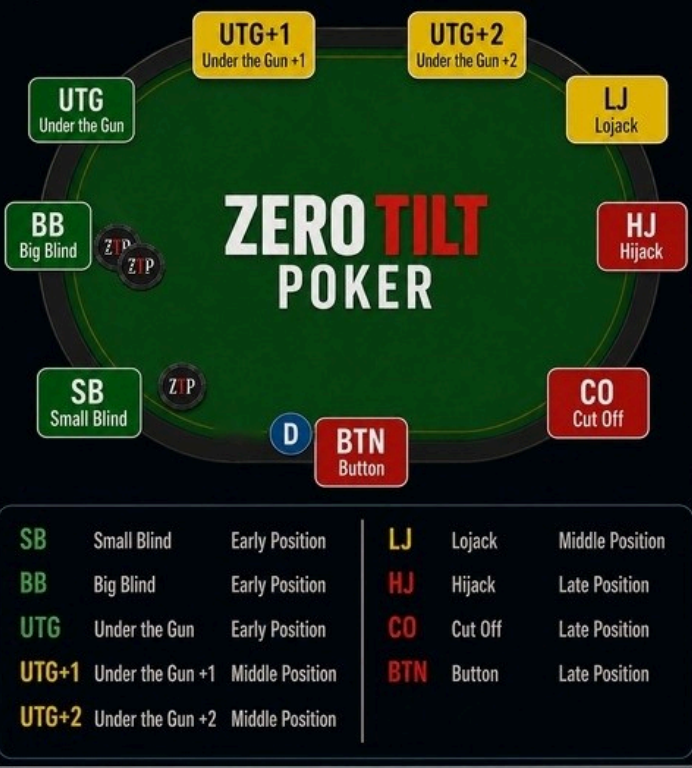 UTG+1
Under the Gun +1
UTG+2
Under the Gun +2
UTG
Under the Gun
LJ
Lojack
BB
Big Blind
ZTP
ZTP
ZERO TILT
POKER
HJ
Hijack
SB
Small Blind
ZTP
D
BTN
Button
CO
Cut Off
SB Small Blind Early Position
BB Big Blind Early Position
UTG Under the Gun Early Position
UTG+1 Under the Gun +1 Middle Position
UTG+2 Under the Gun +2 Middle Position
LJ Lojack Middle Position
HJ Hijack Late Position
CO Cut Off Late Position
BTN Button Late Position